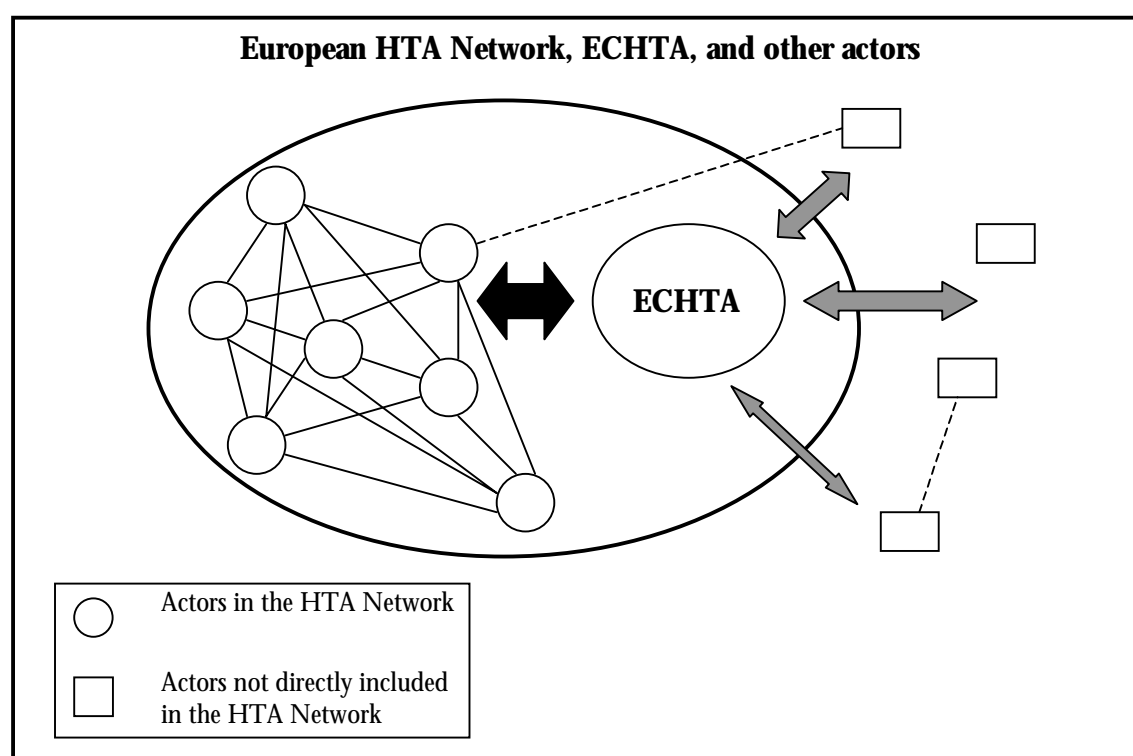 European HTA Network, ECHTA, and other actors
ECHTA
Actors in the HTA Network
Actors not directly included
in the HTA Network